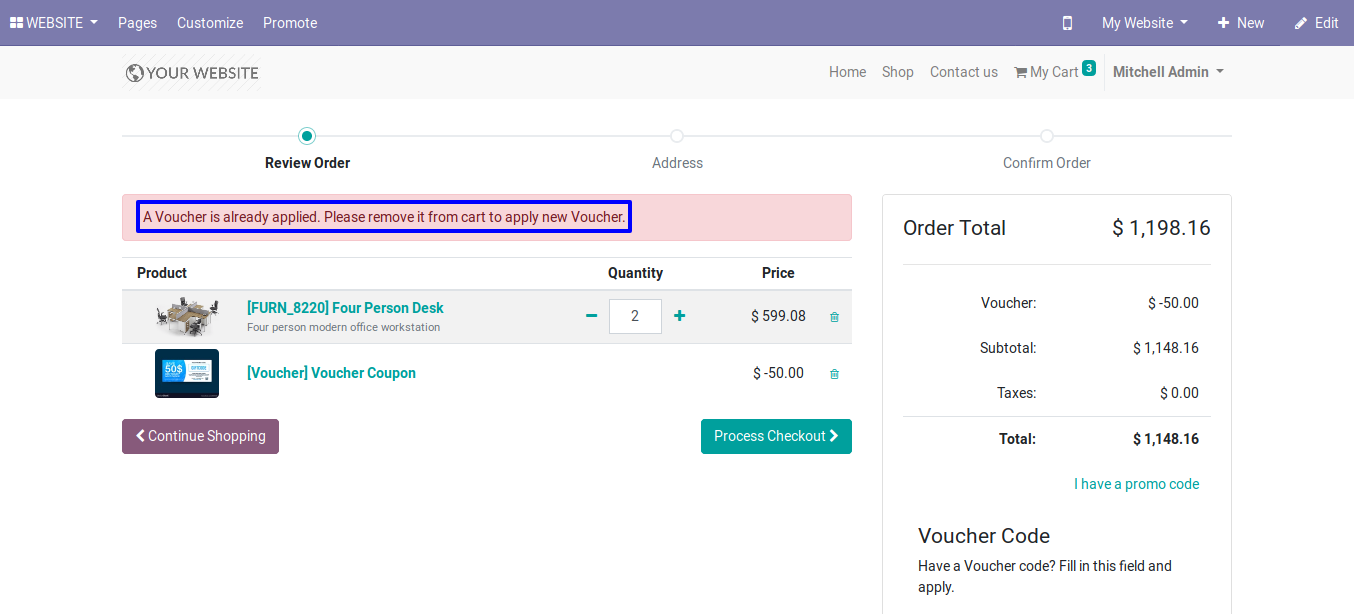 WEBSITE Pages Customize Promote My Website New Edit
YOUR WEBSITE Home Shop Contact us My Cart 3 Mitchell Admin
Review Order Address Confirm Order
A Voucher is already applied. Please remove it from cart to apply new Voucher.
Product Quantity Price
[FURN_8220] Four Person Desk 2 $ 599.08
Four person modern office workstation
50$
[Voucher] Voucher Coupon $ -50.00
Continue Shopping Process Checkout
Order Total $ 1,198.16
Voucher: $ -50.00
Subtotal: $ 1,148.16
Taxes: $ 0.00
Total: $ 1,148.16
I have a promo code
Voucher Code
Have a Voucher code? Fill in this field and
apply.